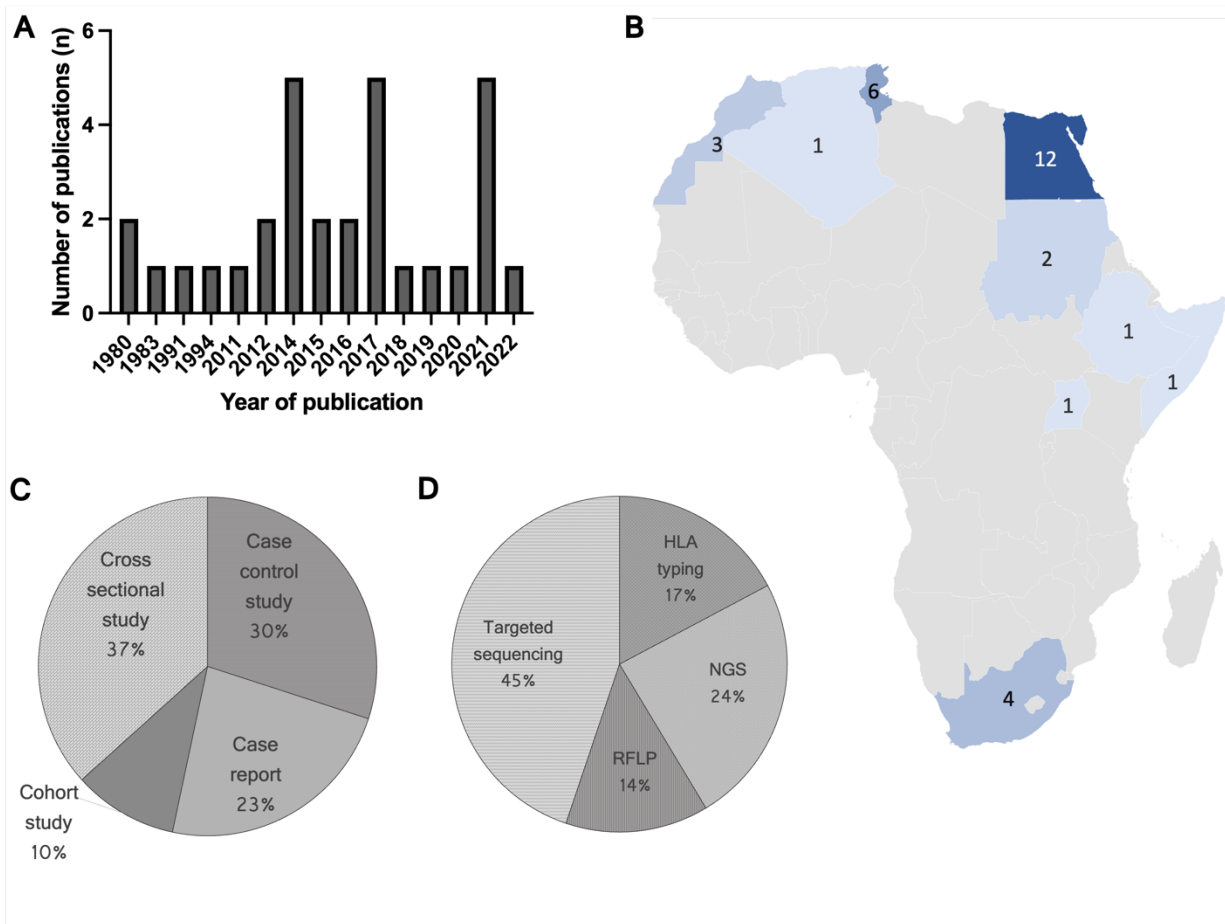 A
Number of publications (n)
6
4
2
0
1980
1983
1991
1994
2011
2012
2014
2015
2016
2017
2018
2019
2020
2021
2022
Year of publication
B
6
3
1
12
2
1
1
1
4
C
Cross
sectional
study
37%
Case
control
study
30%
Case
report
23%
Cohort
study
10%
D
HLA
typing
17%
Targeted
sequencing
45%
NGS
24%
RFLP
14%